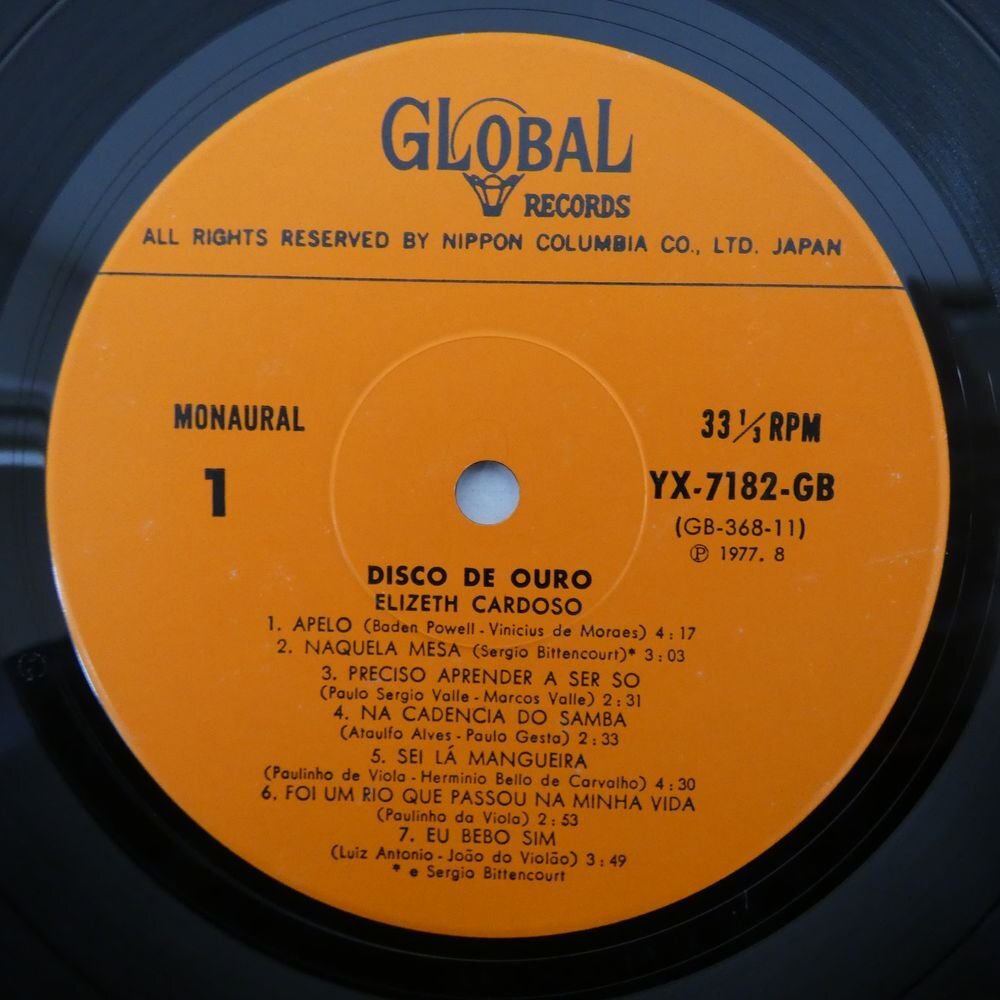 GLOBAL
RECORDS
ALL RIGHTS RESERVED BY NIPPON COLUMBIA CO., LTD. JAPAN
MONAURAL
33 1/3 RPM
1
YX-7182-GB
(GB-368-11)
Ⓟ 1977. 8
DISCO DE OURO
ELIZETH CARDOSO
1. APELO (Baden Powell - Vinicius de Moraes) 4 : 17
2. NAQUELA MESA (Sergio Bittencourt)* 3 : 03
3. PRECISO APRENDER A SER SO
(Paulo Sergio Valle - Marcos Valle) 2 : 31
4. NA CADENCIA DO SAMBA
(Ataulfo Alves - Paulo Gesta) 2 : 33
5. SEI LÁ MANGUEIRA
(Paulinho de Viola - Herminio Bello de Carvalho) 4 : 30
6. FOI UM RIO QUE PASSOU NA MINHA VIDA
(Paulinho da Viola) 2 : 53
7. EU BEBO SIM
(Luiz Antonio - João do Violão) 3 : 49
* e Sergio Bittencourt